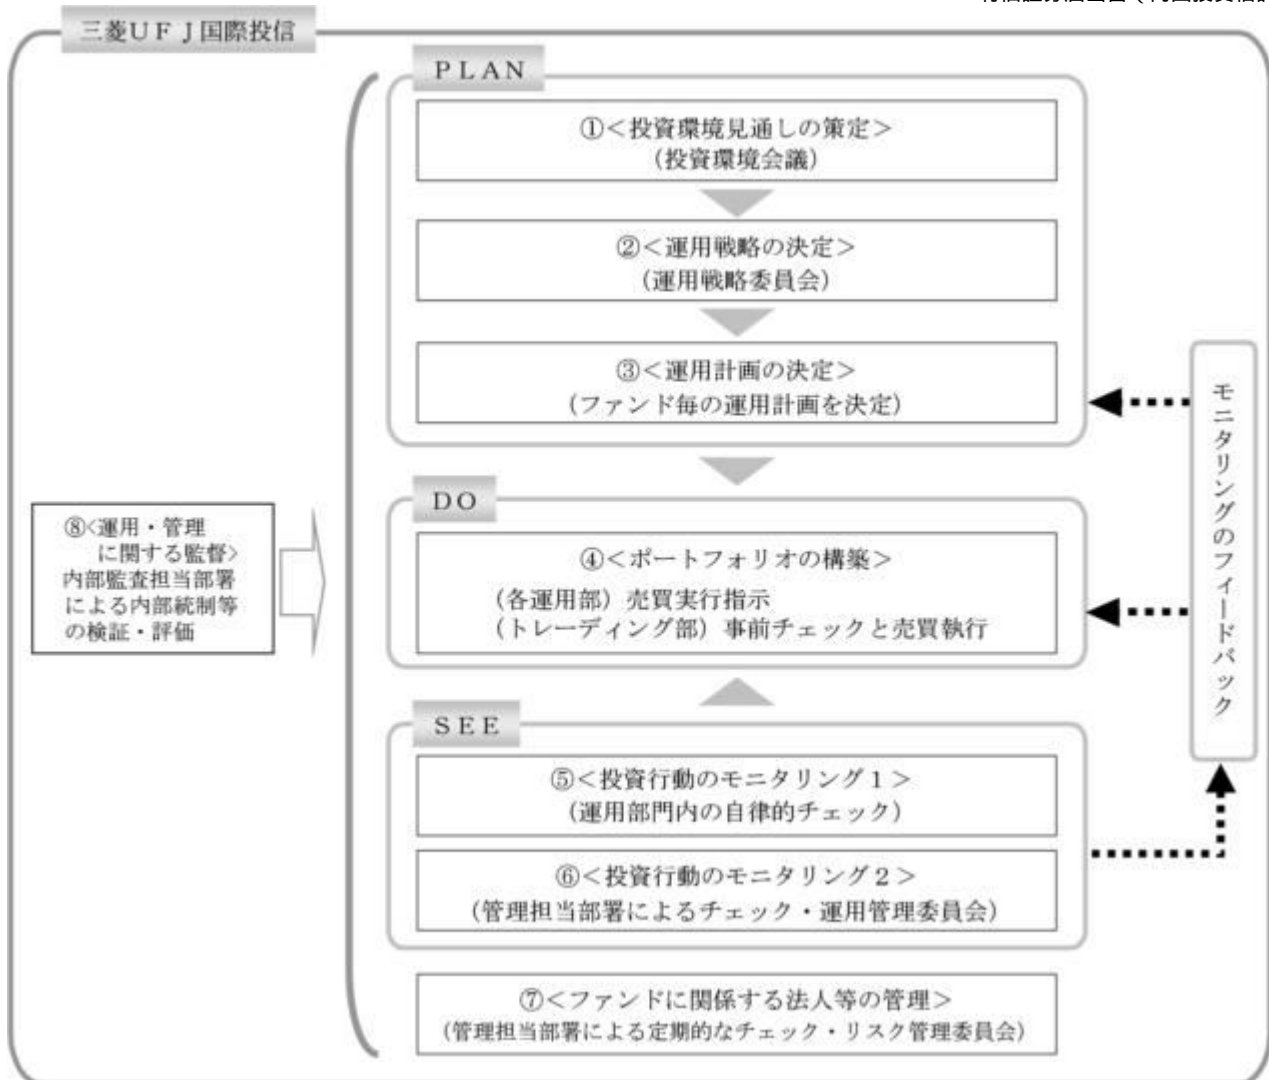 三菱ＵＦＪ国際投信
ＰＬＡＮ
①＜投資環境見通しの策定＞
（投資環境会議）
②＜運用戦略の決定＞
（運用戦略委員会）
③＜運用計画の決定＞
（ファンド毎の運用計画を決定）
ＤＯ
④＜ポートフォリオの構築＞
（各運用部）売買実行指示
（トレーディング部）事前チェックと売買執行
ＳＥＥ
⑤＜投資行動のモニタリング１＞
（運用部門内の自律的チェック）
⑥＜投資行動のモニタリング２＞
（管理担当部署によるチェック・運用管理委員会）
⑦＜ファンドに関係する法人等の管理＞
（管理担当部署による定期的なチェック・リスク管理委員会）
⑧＜運用・管理
に関する監督＞
内部監査担当部署
による内部統制等
の検証・評価
モニタリングのフィードバック